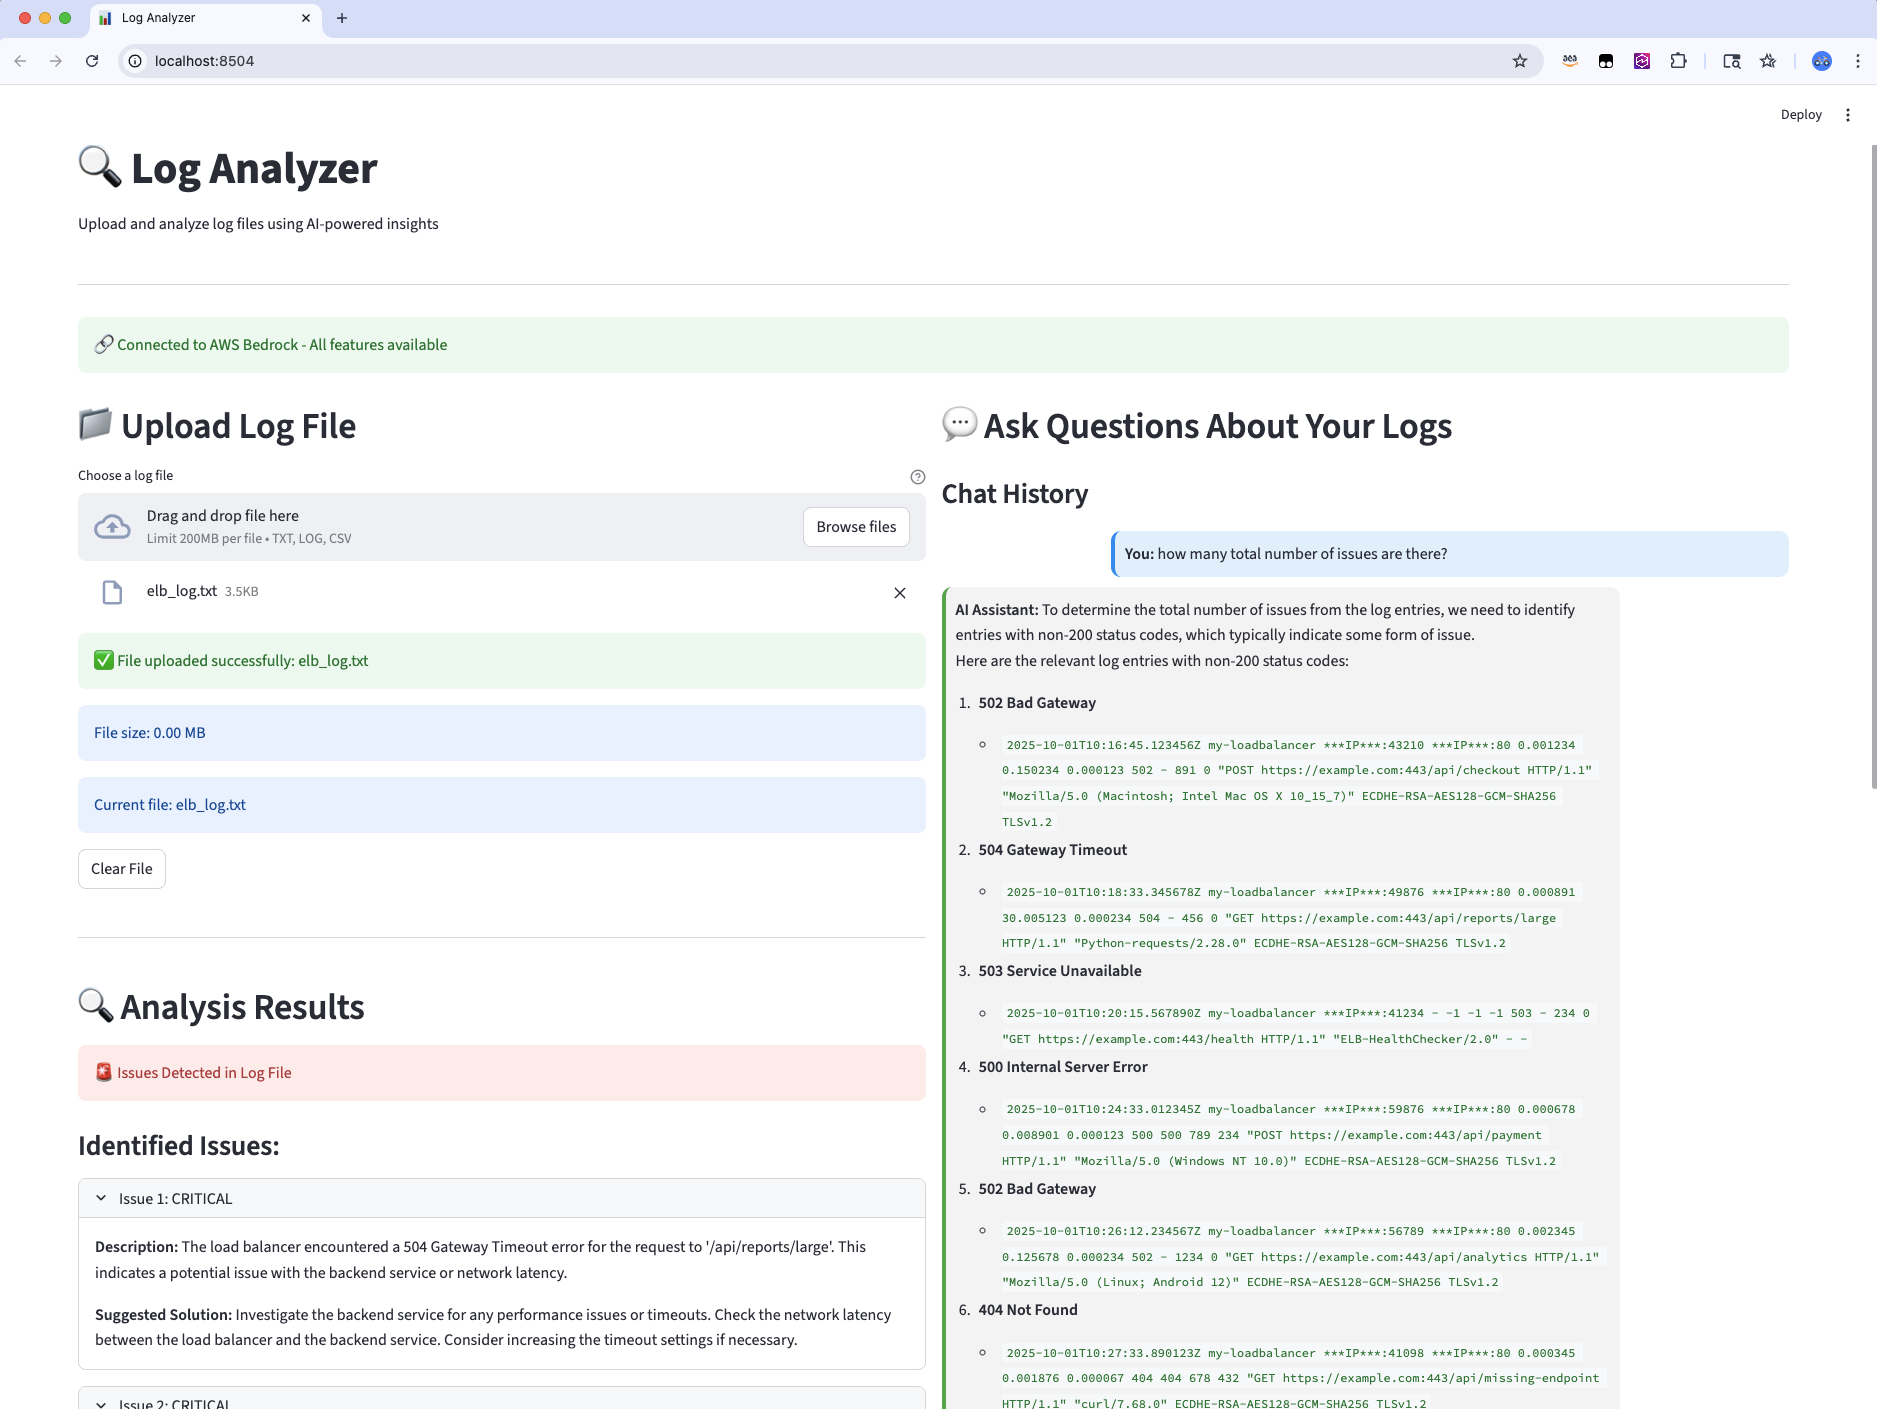 Log Analyzer
localhost:8504
Deploy
Log Analyzer
Upload and analyze log files using AI-powered insights
Connected to AWS Bedrock - All features available
Upload Log File
Choose a log file
Drag and drop file here
Limit 200MB per file • TXT, LOG, CSV
Browse files
elb_log.txt 3.5KB
File uploaded successfully: elb_log.txt
File size: 0.00 MB
Current file: elb_log.txt
Clear File
Analysis Results
Issues Detected in Log File
Identified Issues:
Issue 1: CRITICAL
Description: The load balancer encountered a 504 Gateway Timeout error for the request to '/api/reports/large'. This
indicates a potential issue with the backend service or network latency.
Suggested Solution: Investigate the backend service for any performance issues or timeouts. Check the network latency
between the load balancer and the backend service. Consider increasing the timeout settings if necessary.
Issue 2: CRITICAL
Ask Questions About Your Logs
Chat History
You: how many total number of issues are there?
AI Assistant: To determine the total number of issues from the log entries, we need to identify
entries with non-200 status codes, which typically indicate some form of issue.
Here are the relevant log entries with non-200 status codes:
1. 502 Bad Gateway
2025-10-01T10:16:45.123456Z my-loadbalancer ***IP***:43210 ***IP***:80 0.001234
0.150234 0.000123 502 - 891 0 "POST https://example.com:443/api/checkout HTTP/1.1"
"Mozilla/5.0 (Macintosh; Intel Mac OS X 10_15_7)" ECDHE-RSA-AES128-GCM-SHA256
TLSv1.2
2. 504 Gateway Timeout
2025-10-01T10:18:33.345678Z my-loadbalancer ***IP***:49876 ***IP***:80 0.000891
30.005123 0.000234 504 - 456 0 "GET https://example.com:443/api/reports/large
HTTP/1.1" "Python-requests/2.28.0" ECDHE-RSA-AES128-GCM-SHA256 TLSv1.2
3. 503 Service Unavailable
2025-10-01T10:20:15.567890Z my-loadbalancer ***IP***:41234 - -1 -1 -1 503 - 234 0
"GET https://example.com:443/health HTTP/1.1" "ELB-HealthChecker/2.0" - -
4. 500 Internal Server Error
2025-10-01T10:24:33.012345Z my-loadbalancer ***IP***:59876 ***IP***:80 0.000678
0.008901 0.000123 500 500 789 234 "POST https://example.com:443/api/payment
HTTP/1.1" "Mozilla/5.0 (Windows NT 10.0)" ECDHE-RSA-AES128-GCM-SHA256 TLSv1.2
5. 502 Bad Gateway
2025-10-01T10:26:12.234567Z my-loadbalancer ***IP***:56789 ***IP***:80 0.002345
0.125678 0.000234 502 - 1234 0 "GET https://example.com:443/api/analytics HTTP/1.1"
"Mozilla/5.0 (Linux; Android 12)" ECDHE-RSA-AES128-GCM-SHA256 TLSv1.2
6. 404 Not Found
2025-10-01T10:27:33.890123Z my-loadbalancer ***IP***:41098 ***IP***:80 0.000345
0.001876 0.000067 404 404 678 432 "GET https://example.com:443/api/missing-endpoint
HTTP/1.1" "curl/7.68.0" ECDHE-RSA-AES128-GCM-SHA256 TLSv1.2